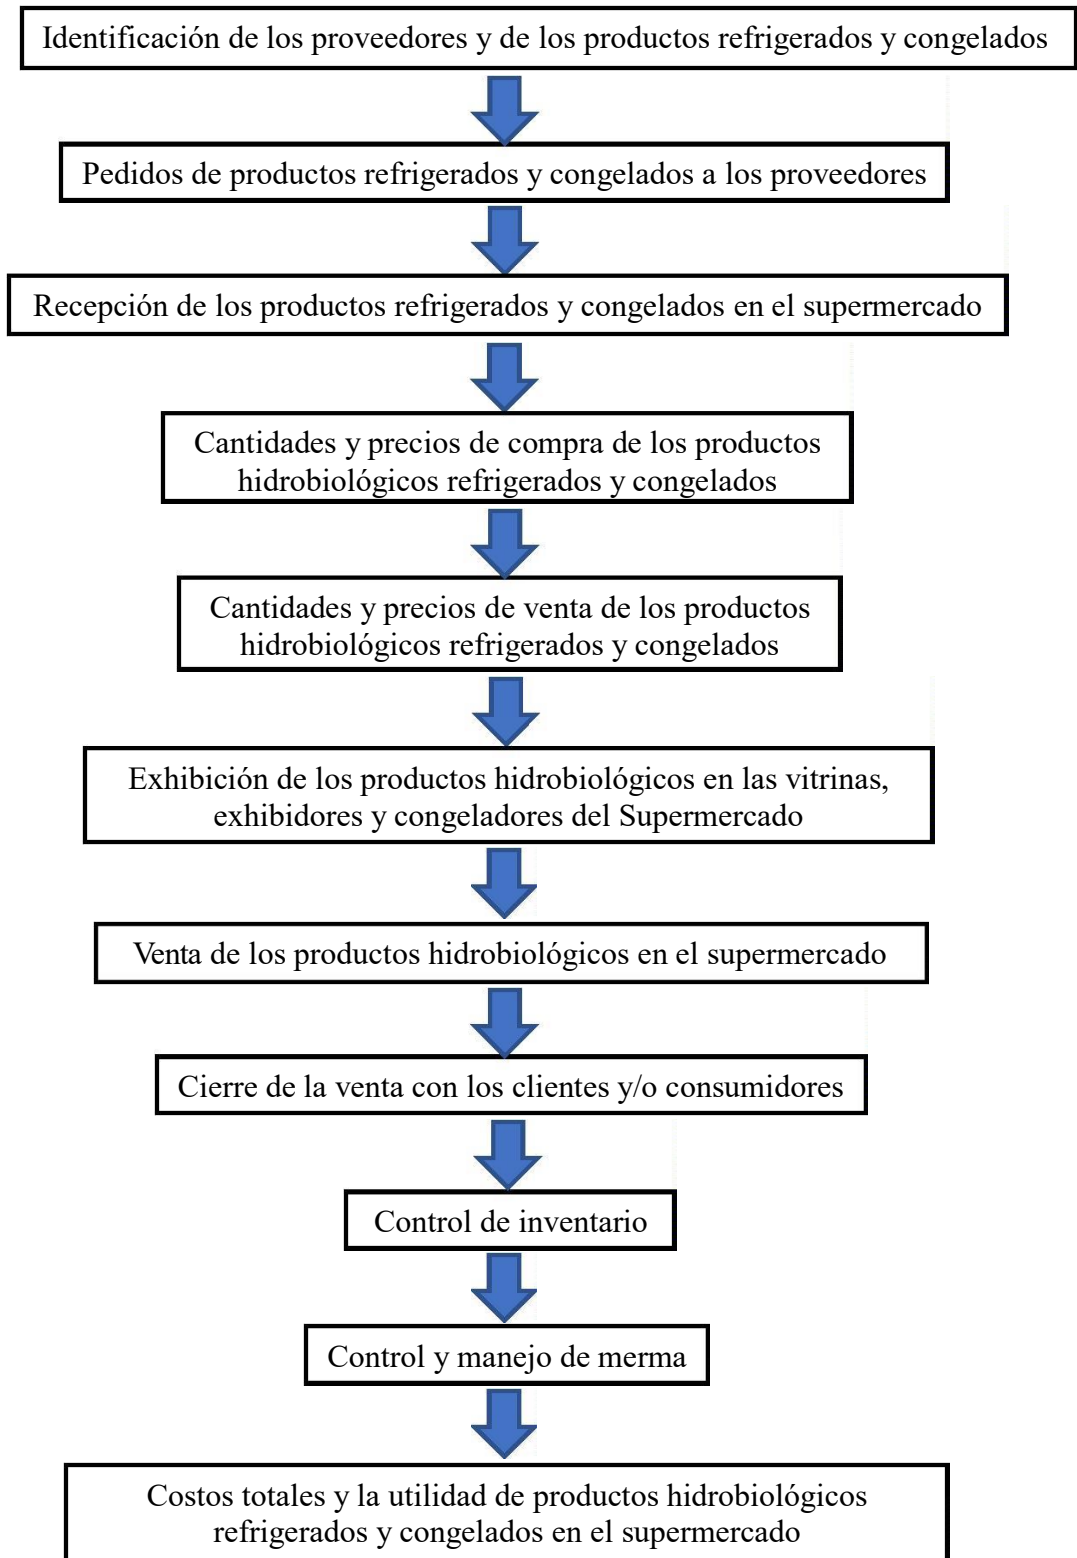 Identificación de los proveedores y de los productos refrigerados y congelados
Pedidos de productos refrigerados y congelados a los proveedores
Recepción de los productos refrigerados y congelados en el supermercado
Cantidades y precios de compra de los productos
hidrobiológicos refrigerados y congelados
Cantidades y precios de venta de los productos
hidrobiológicos refrigerados y congelados
Exhibición de los productos hidrobiológicos en las vitrinas,
exhibidores y congeladores del Supermercado
Venta de los productos hidrobiológicos en el supermercado
Cierre de la venta con los clientes y/o consumidores
Control de inventario
Control y manejo de merma
Costos totales y la utilidad de productos hidrobiológicos
refrigerados y congelados en el supermercado